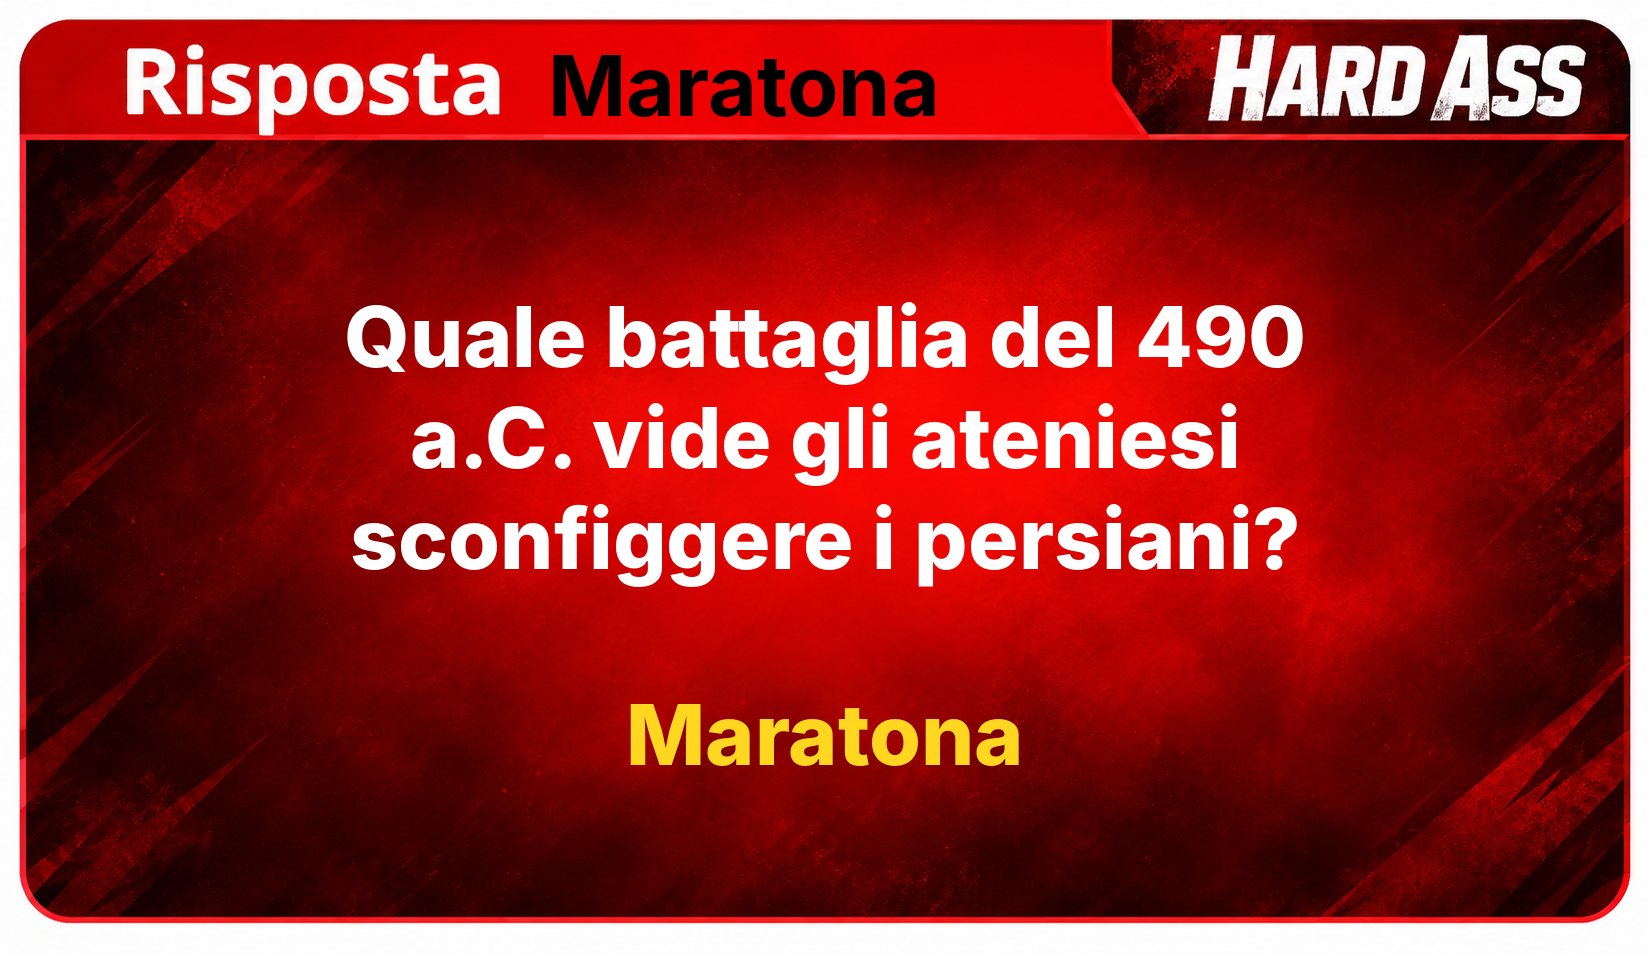 Risposta Maratona HARD ASS
Quale battaglia del 490
a.C. vide gli ateniesi
sconfiggere i persiani?
Maratona